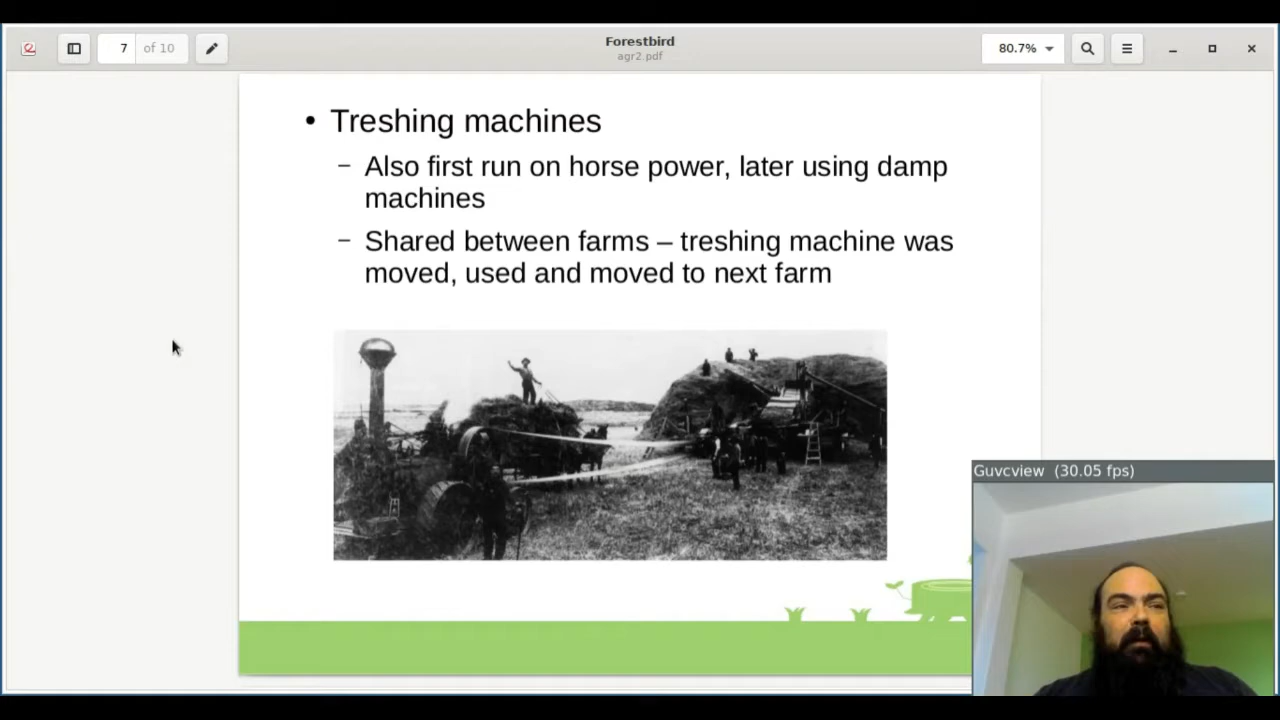 Forestbird
agr2.pdf
7 of 10
80.7%
• Treshing machines
– Also first run on horse power, later using damp
machines
– Shared between farms – treshing machine was
moved, used and moved to next farm
Guvcview (30.05 fps)